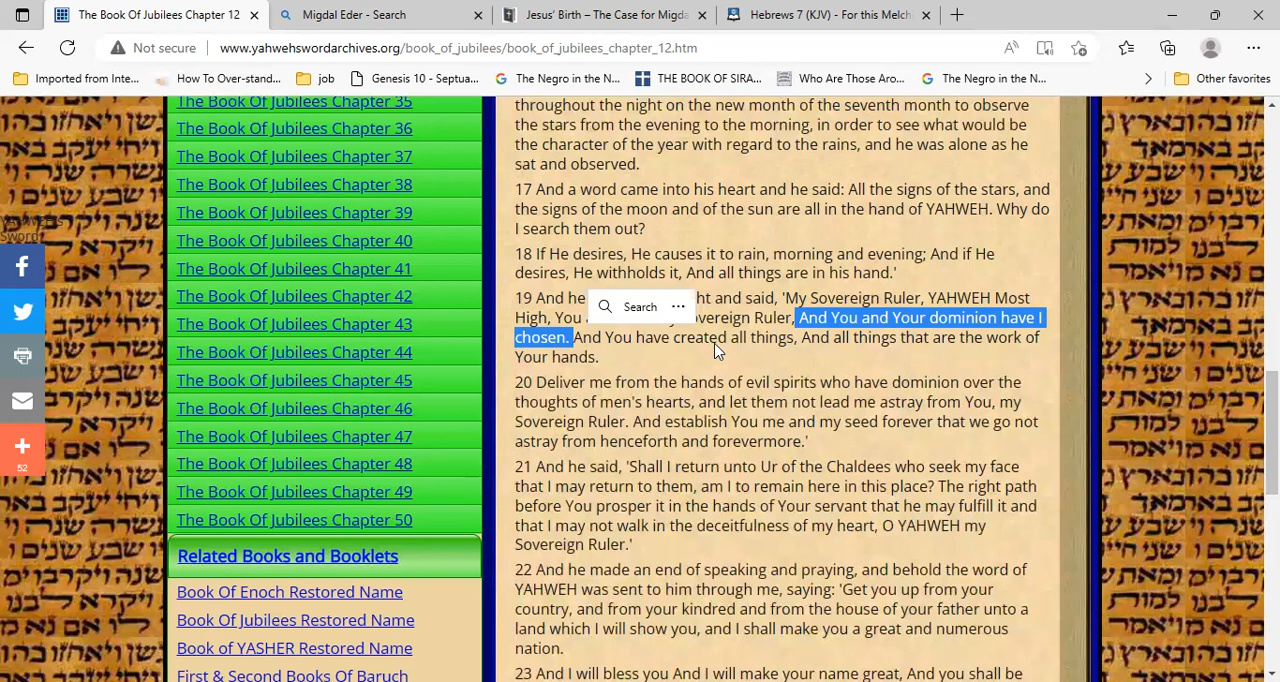 The Book Of Jubilees Chapter 12
Migdal Eder - Search
Jesus' Birth – The Case for Migda
Hebrews 7 (KJV) - For this Melch
Not secure
www.yahwehswordarchives.org/book_of_jubilees/book_of_jubilees_chapter_12.htm
Imported from Inte...
How To Over-stand...
job
Genesis 10 - Septua...
The Negro in the N...
THE BOOK OF SIRA...
Who Are Those Aro...
The Negro in the N...
Other favorites
The Book Of Jubilees Chapter 35
The Book Of Jubilees Chapter 36
The Book Of Jubilees Chapter 37
The Book Of Jubilees Chapter 38
The Book Of Jubilees Chapter 39
The Book Of Jubilees Chapter 40
The Book Of Jubilees Chapter 41
The Book Of Jubilees Chapter 42
The Book Of Jubilees Chapter 43
The Book Of Jubilees Chapter 44
The Book Of Jubilees Chapter 45
The Book Of Jubilees Chapter 46
The Book Of Jubilees Chapter 47
The Book Of Jubilees Chapter 48
The Book Of Jubilees Chapter 49
The Book Of Jubilees Chapter 50
Related Books and Booklets
Book Of Enoch Restored Name
Book Of Jubilees Restored Name
Book of YASHER Restored Name
First & Second Books Of Baruch
52
throughout the night on the new month of the seventh month to observe
the stars from the evening to the morning, in order to see what would be
the character of the year with regard to the rains, and he was alone as he
sat and observed.
17 And a word came into his heart and he said: All the signs of the stars, and
the signs of the moon and of the sun are all in the hand of YAHWEH. Why do
I search them out?
18 If He desires, He causes it to rain, morning and evening; And if He
desires, He withholds it, And all things are in his hand.'
19 And he ht and said, 'My Sovereign Ruler, YAHWEH Most
Search
High, You vereign Ruler, And You and Your dominion have I
chosen. And You have created all things, And all things that are the work of
Your hands.
20 Deliver me from the hands of evil spirits who have dominion over the
thoughts of men's hearts, and let them not lead me astray from You, my
Sovereign Ruler. And establish You me and my seed forever that we go not
astray from henceforth and forevermore.'
21 And he said, 'Shall I return unto Ur of the Chaldees who seek my face
that I may return to them, am I to remain here in this place? The right path
before You prosper it in the hands of Your servant that he may fulfill it and
that I may not walk in the deceitfulness of my heart, O YAHWEH my
Sovereign Ruler.'
22 And he made an end of speaking and praying, and behold the word of
YAHWEH was sent to him through me, saying: 'Get you up from your
country, and from your kindred and from the house of your father unto a
land which I will show you, and I shall make you a great and numerous
nation.
23 And I will bless you And I will make your name great, And you shall be